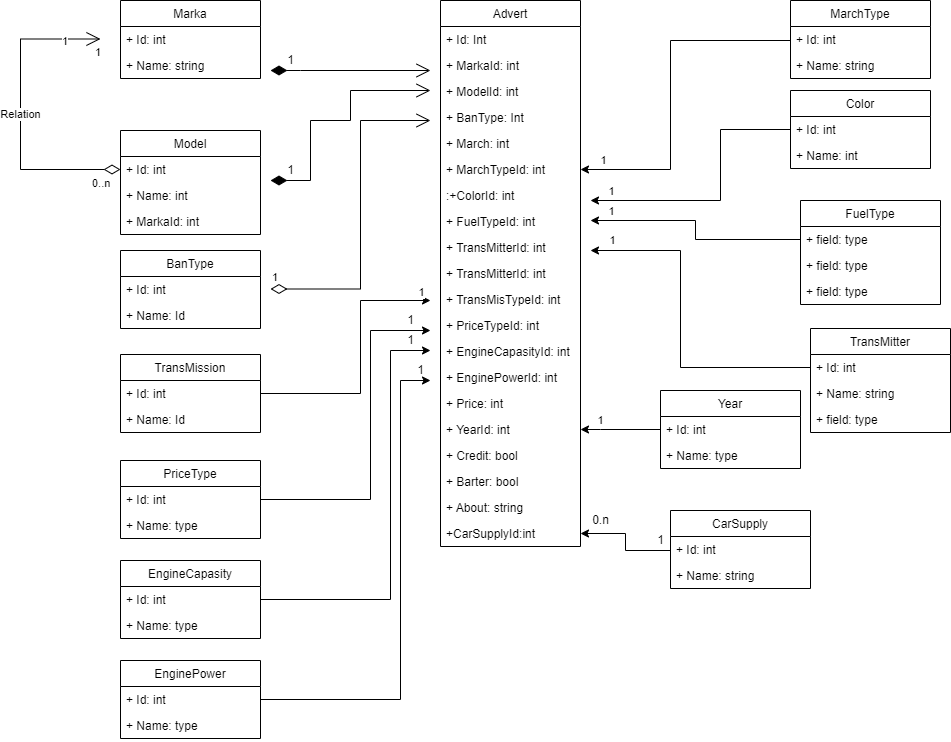 Marka
+ Id: int
+ Name: string
1
1
Relation
0..n
1
Model
+ Id: int
+ Name: int
+ MarkaId: int
1
BanType
+ Id: int
+ Name: Id
1
TransMission
+ Id: int
+ Name: Id
1
PriceType
+ Id: int
+ Name: type
1
EngineCapasity
+ Id: int
+ Name: type
1
EnginePower
+ Id: int
+ Name: type
1
Advert
+ Id: Int
+ MarkaId: int
+ ModelId: int
+ BanType: Int
+ March: int
+ MarchTypeId: int
:+ColorId: int
+ FuelTypeId: int
+ TransMitterId: int
+ TransMitterId: int
+ TransMisTypeId: int
+ PriceTypeId: int
+ EngineCapasityId: int
+ EnginePowerId: int
+ Price: int
+ YearId: int
+ Credit: bool
+ Barter: bool
+ About: string
+CarSupplyId:int
MarchType
+ Id: int
+ Name: string
1
Color
+ Id: int
+ Name: int
1
FuelType
+ field: type
+ field: type
+ field: type
1
TransMitter
+ Id: int
+ Name: string
+ field: type
1
Year
+ Id: int
+ Name: type
1
CarSupply
+ Id: int
+ Name: string
0.n
1